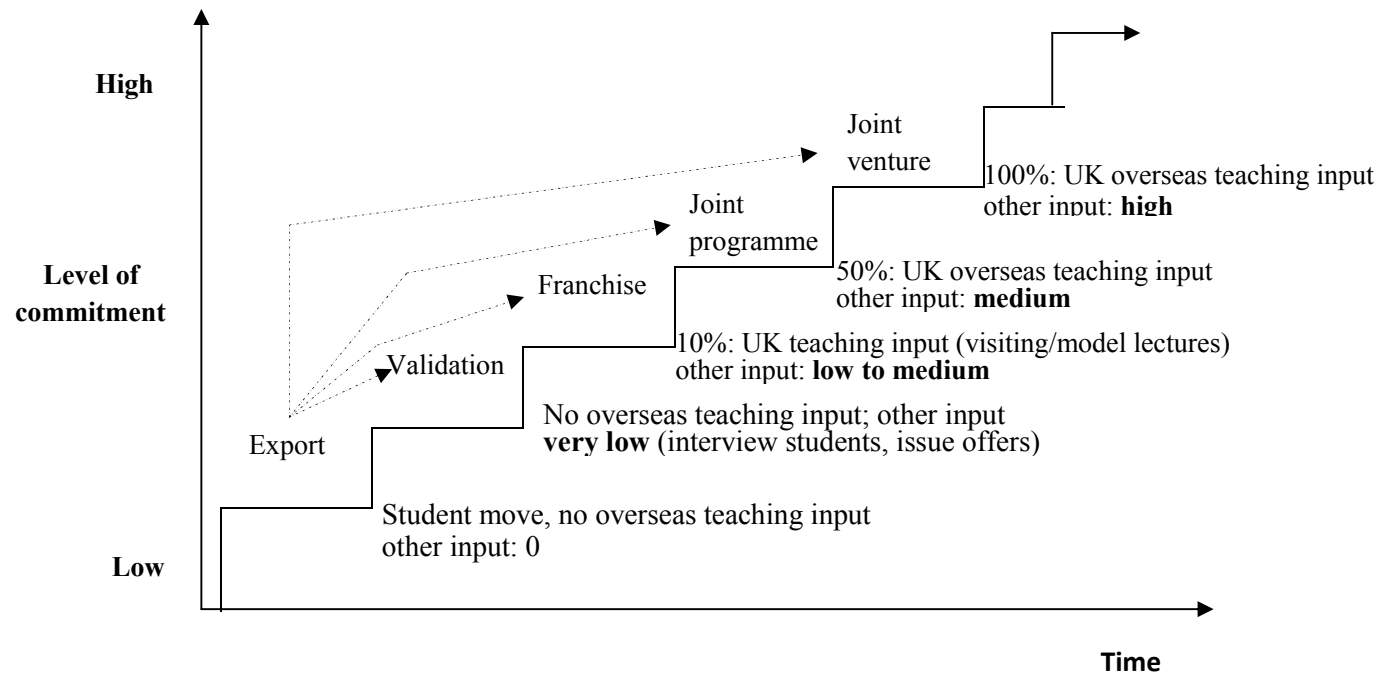 High
Joint
venture
100%: UK overseas teaching input
other input: high
Joint
programme
Level of
commitment
50%: UK overseas teaching input
other input: medium
Franchise
10%: UK teaching input (visiting/model lectures)
other input: low to medium
Validation
No overseas teaching input; other input
very low (interview students, issue offers)
Export
Student move, no overseas teaching input
other input: 0
Low
Time